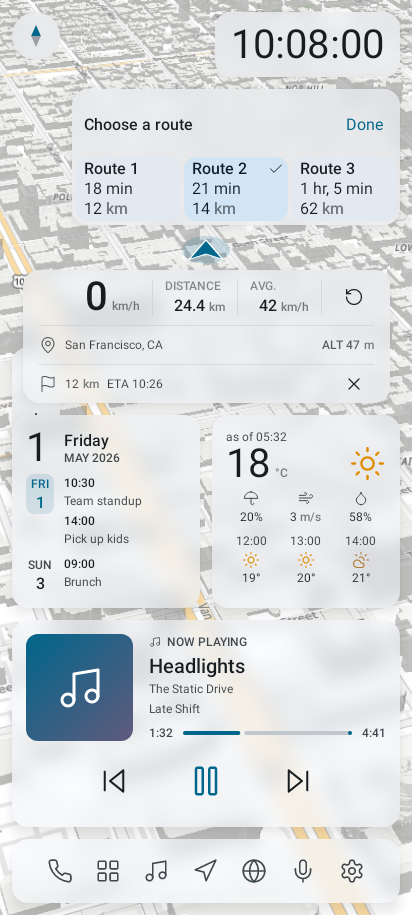 10:08:00
NOB HILL
Choose a route
Done
Route 1
18 min
12 km
Route 2
21 min
14 km
Route 3
1 hr, 5 min
62 km
0 km/h
DISTANCE
24.4 km
AVG.
42 km/h
San Francisco, CA
ALT 47 m
12 km ETA 10:26
1
Friday
MAY 2026
FRI
1
10:30
Team standup
14:00
Pick up kids
SUN
3
09:00
Brunch
as of 05:32
18 °C
20%
3 m/s
58%
12:00
13:00
14:00
19°
20°
21°
NOW PLAYING
Headlights
The Static Drive
Late Shift
1:32
4:41